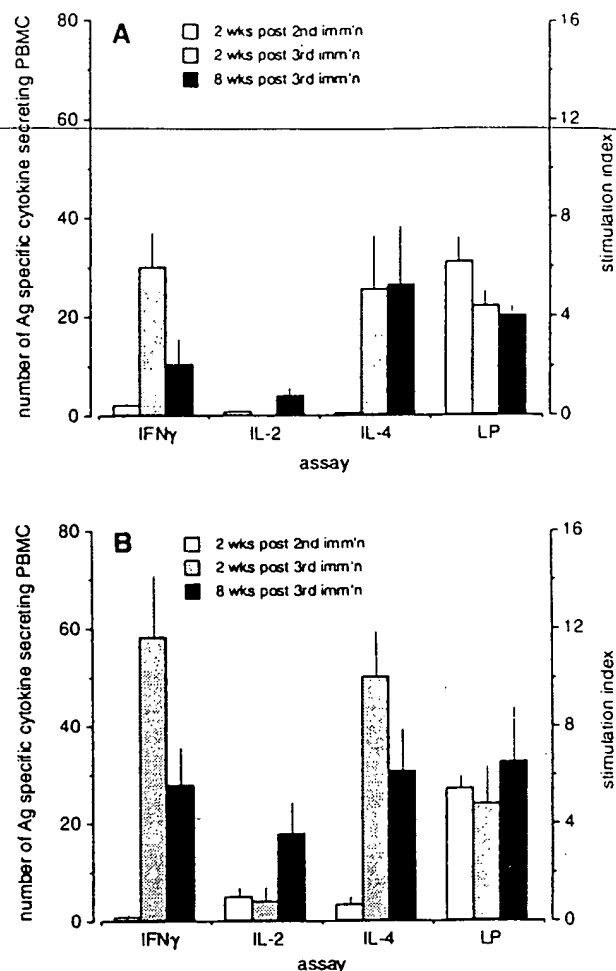 A
2 wks post 2nd imm'n
2 wks post 3rd imm'n
8 wks post 3rd imm'n
80
60
40
20
0
16
12
8
4
0
number of Ag specific cytokine secreting PBMC
stimulation index
IFNγ IL-2 IL-4 LP
assay
B
2 wks post 2nd imm'n
2 wks post 3rd imm'n
8 wks post 3rd imm'n
80
60
40
20
0
16
12
8
4
0
number of Ag specific cytokine secreting PBMC
stimulation index
IFNγ IL-2 IL-4 LP
assay